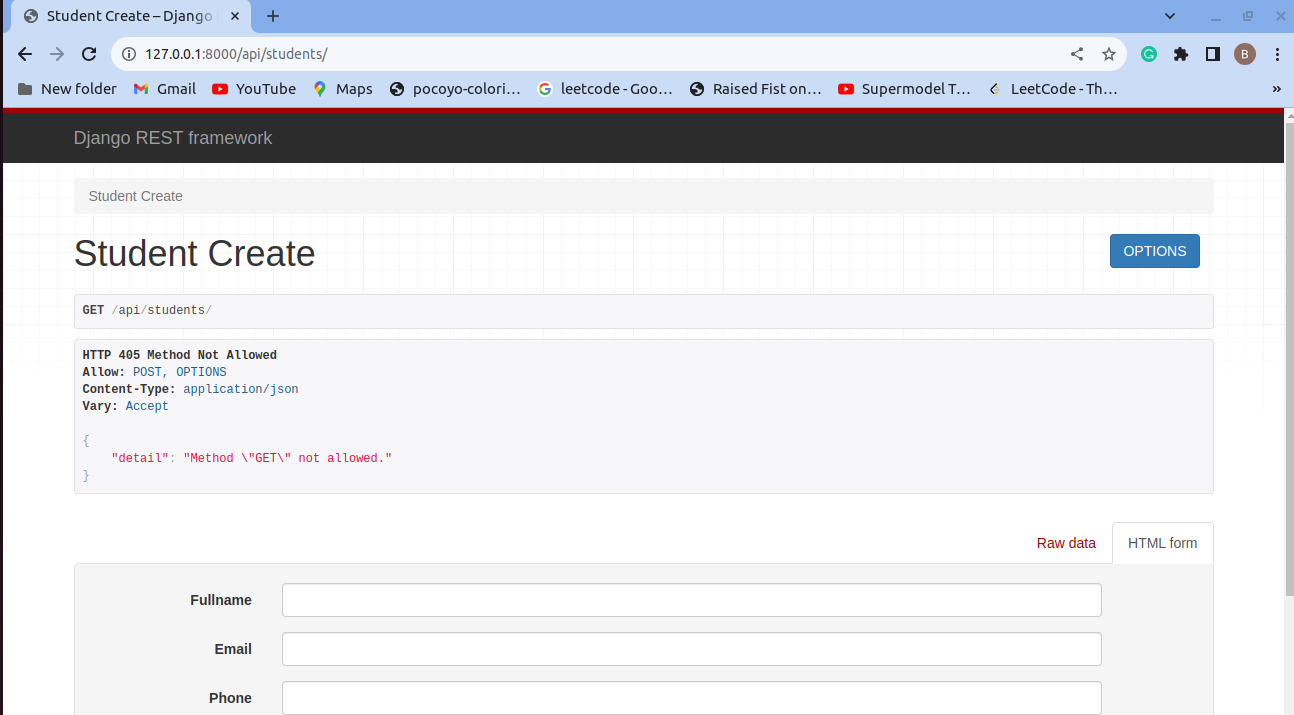 Student Create – Django
127.0.0.1:8000/api/students/
B
New folder
Gmail
YouTube
Maps
pocoyo-colori...
leetcode - Goo...
Raised Fist on...
Supermodel T...
LeetCode - Th...
»
Django REST framework
Student Create
Student Create
OPTIONS
GET /api/students/
HTTP 405 Method Not Allowed
Allow: POST, OPTIONS
Content-Type: application/json
Vary: Accept
{
"detail": "Method \"GET\" not allowed."
}
Raw data
HTML form
Fullname
Email
Phone